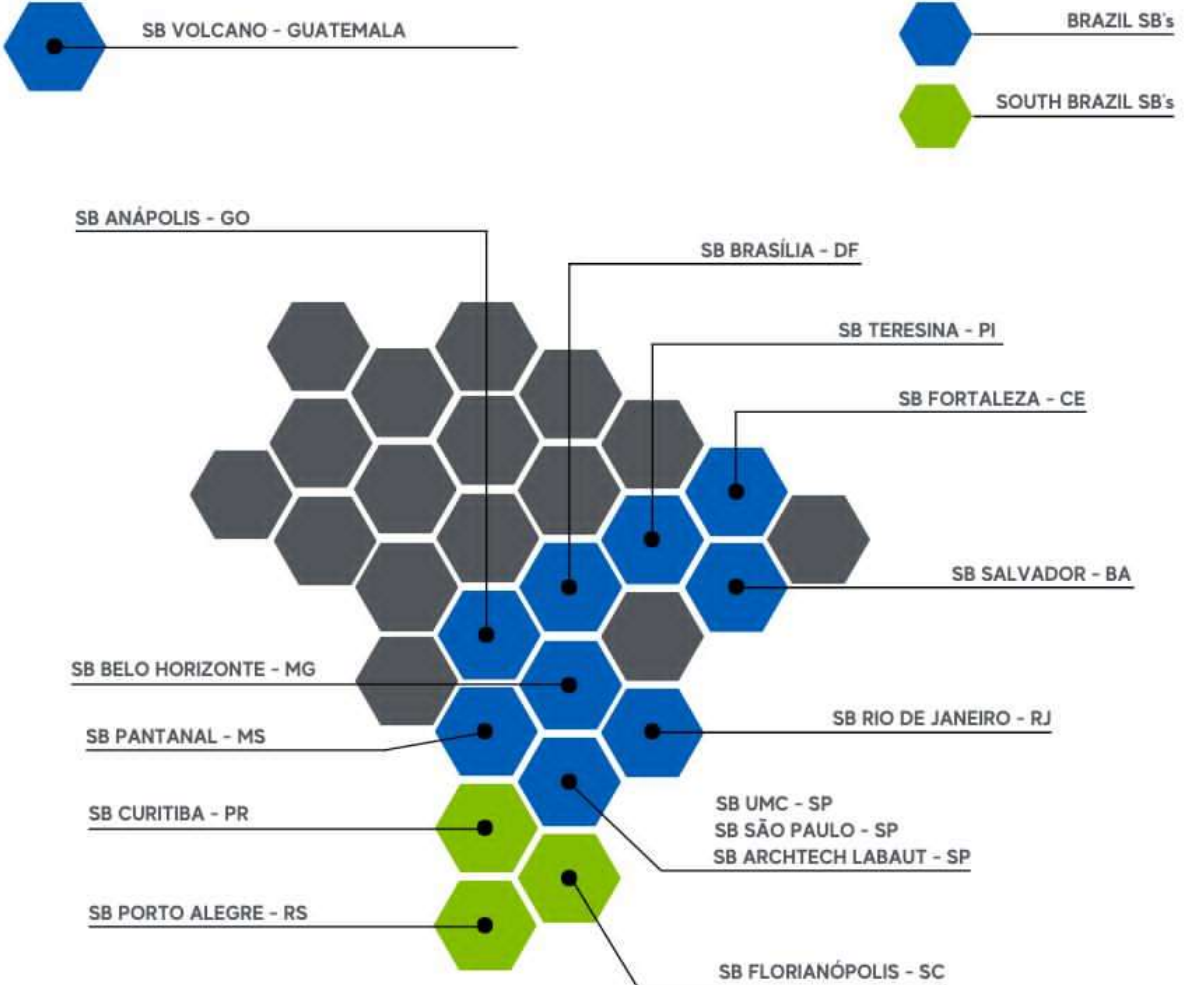 SB VOLCANO - GUATEMALA
BRAZIL SB's
SOUTH BRAZIL SB's
SB ANÁPOLIS - GO
SB BRASÍLIA - DF
SB TERESINA - PI
SB FORTALEZA - CE
SB SALVADOR - BA
SB BELO HORIZONTE - MG
SB RIO DE JANEIRO - RJ
SB PANTANAL - MS
SB CURITIBA - PR
SB UMC - SP
SB SÃO PAULO - SP
SB ARCHTECH LABAUT - SP
SB PORTO ALEGRE - RS
SB FLORIANÓPOLIS - SC